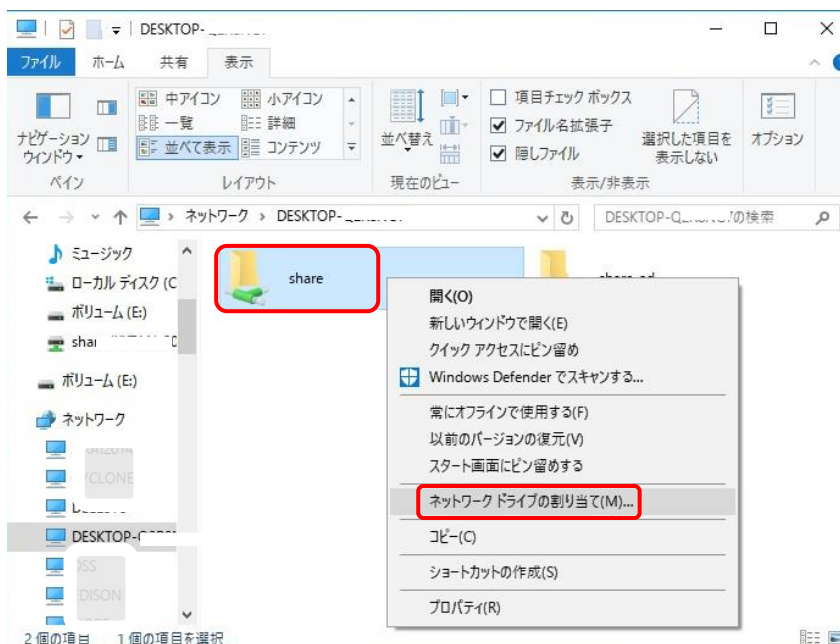 DESKTOP-
ファイル ホーム 共有 表示
ナビゲーション ウィンドウ
中アイコン 小アイコン
一覧 詳細
並べて表示 コンテンツ
並べ替え
項目チェック ボックス
ファイル名拡張子
隠しファイル
選択した項目を
表示しない
オプション
ペイン レイアウト 現在のビュー 表示/非表示
ネットワーク › DESKTOP-
の検索
ミュージック
ローカル ディスク (C
ボリューム (E:)
ボリューム (E:)
ネットワーク
DESKTOP-
share
開く(O)
新しいウィンドウで開く(E)
クイック アクセスにピン留め
Windows Defender でスキャンする...
常にオフラインで使用する(F)
以前のバージョンの復元(V)
スタート画面にピン留めする
ネットワーク ドライブの割り当て(M)...
コピー(C)
ショートカットの作成(S)
プロパティ(R)
2 個の項目 1 個の項目を選択